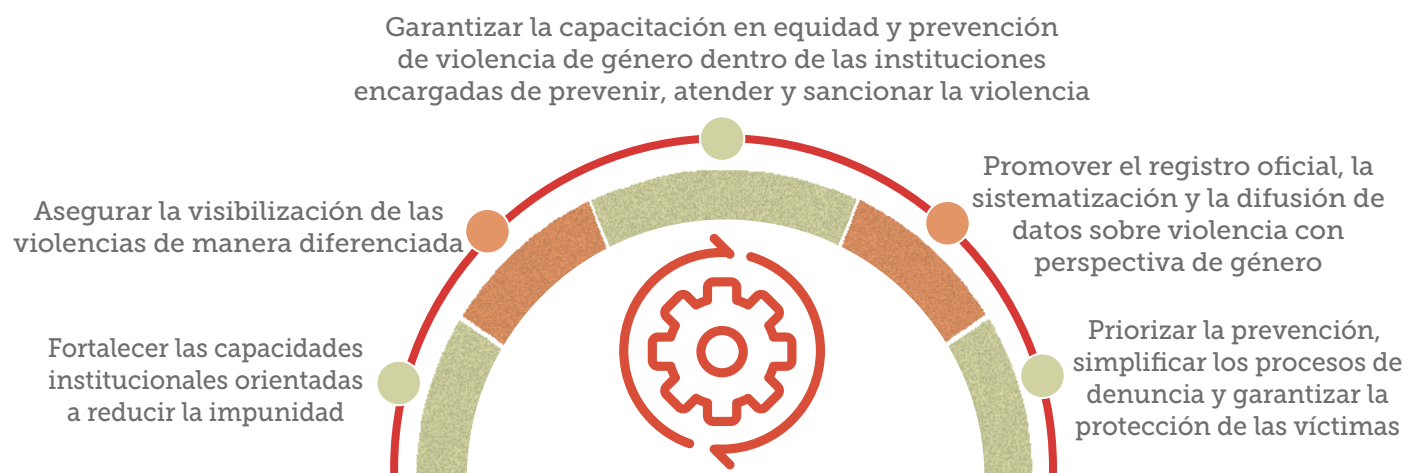 Garantizar la capacitación en equidad y prevención
de violencia de género dentro de las instituciones
encargadas de prevenir, atender y sancionar la violencia
Asegurar la visibilización de las
violencias de manera diferenciada
Promover el registro oficial, la
sistematización y la difusión de
datos sobre violencia con
perspectiva de género
Fortalecer las capacidades
institucionales orientadas
a reducir la impunidad
Priorizar la prevención,
simplificar los procesos de
denuncia y garantizar la
protección de las víctimas